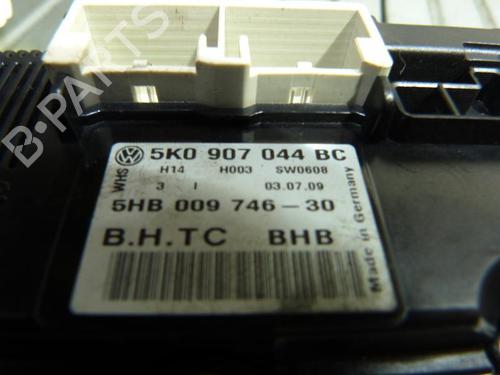 B-PARTS
5K0 907 044 BC
WHS
H14 H003 SW0608
3 I 03.07.09
5HB 009 746-30
B.H.TC BHB
Made in Germany